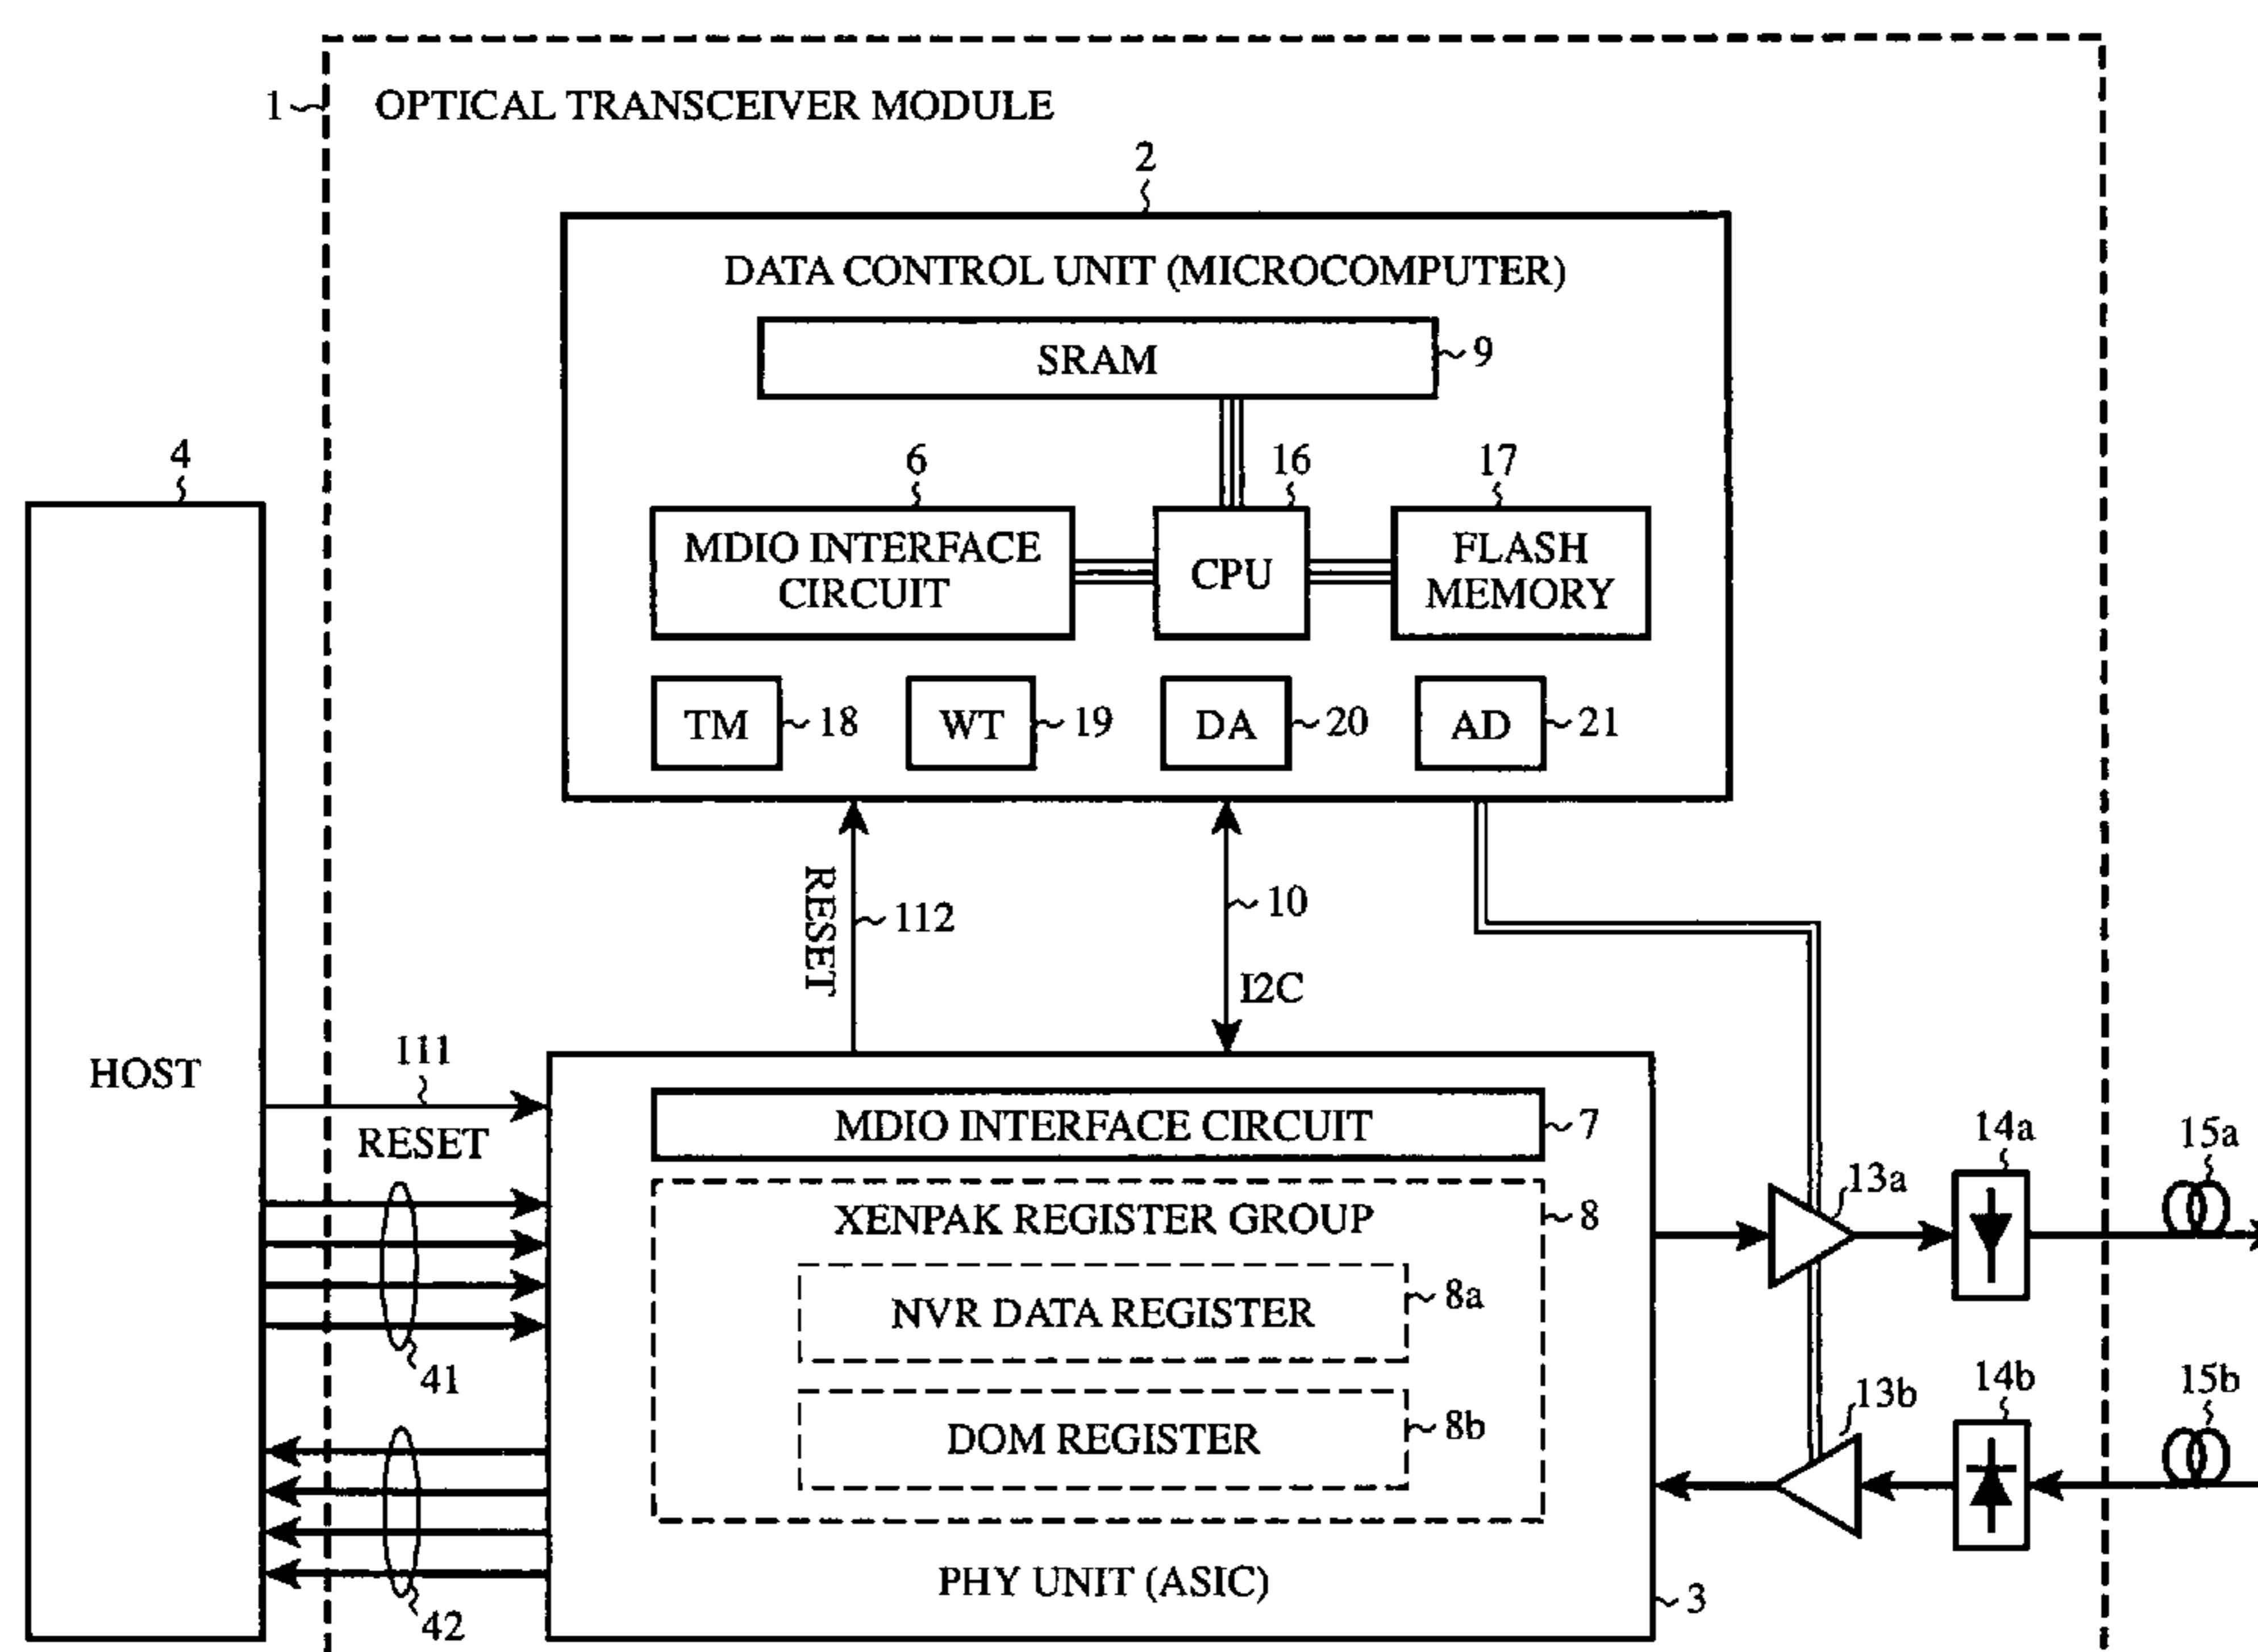 1
OPTICAL TRANSCEIVER MODULE
2
DATA CONTROL UNIT (MICROCOMPUTER)
SRAM
9
4
6
16
17
MDIO INTERFACE
CIRCUIT
CPU
FLASH
MEMORY
TM
18
WT
19
DA
20
AD
21
RESET
112
10
I2C
HOST
111
RESET
MDIO INTERFACE CIRCUIT
7
XENPAK REGISTER GROUP
8
NVR DATA REGISTER
8a
DOM REGISTER
8b
PHY UNIT (ASIC)
3
41
42
13a
14a
15a
13b
14b
15b